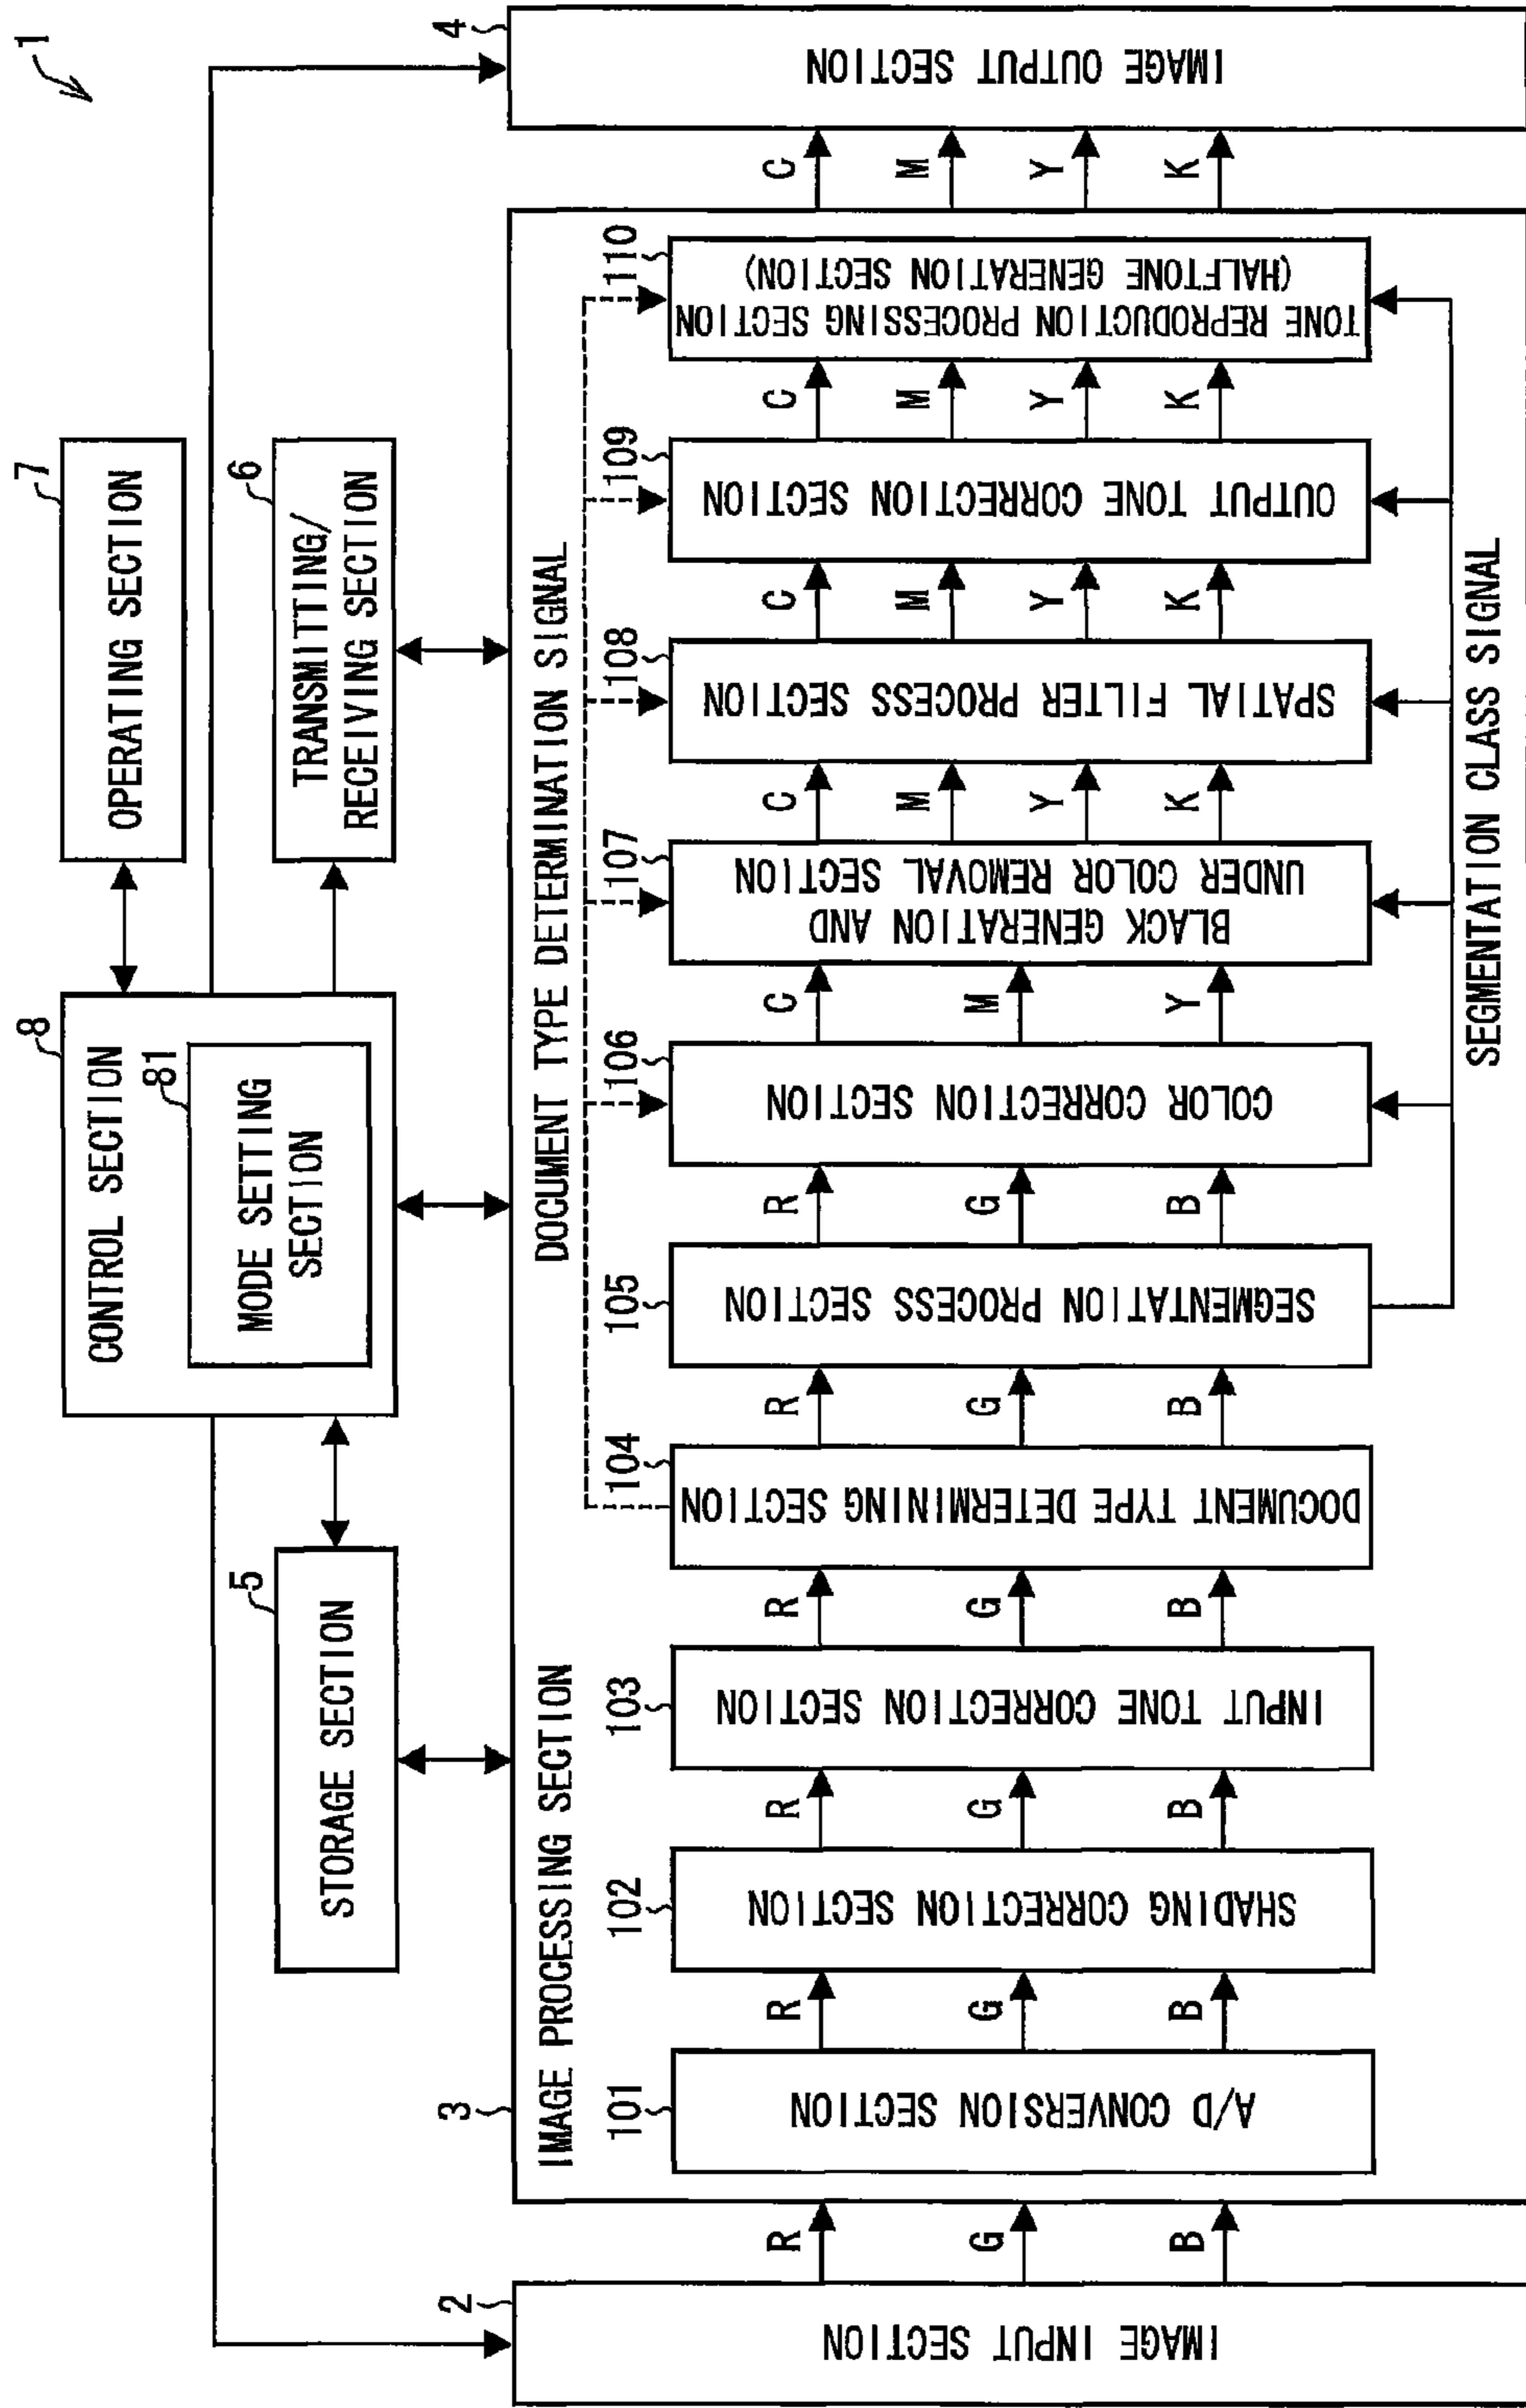 1
CONTROL SECTION
8
MODE SETTING
SECTION
81
OPERATING SECTION
7
STORAGE SECTION
5
TRANSMITTING/
RECEIVING SECTION
6
IMAGE INPUT SECTION
2
R
G
B
IMAGE PROCESSING SECTION
3
DOCUMENT TYPE DETERMINATION SIGNAL
A/D CONVERSION SECTION
101
R
G
B
SHADING CORRECTION SECTION
102
R
G
B
INPUT TONE CORRECTION SECTION
103
R
G
B
DOCUMENT TYPE DETERMINING SECTION
104
R
G
B
SEGMENTATION PROCESS SECTION
105
R
G
B
COLOR CORRECTION SECTION
106
C
M
Y
BLACK GENERATION AND
UNDER COLOR REMOVAL SECTION
107
C
M
Y
K
SPATIAL FILTER PROCESS SECTION
108
C
M
Y
K
OUTPUT TONE CORRECTION SECTION
109
C
M
Y
K
TONE REPRODUCTION PROCESSING SECTION
(HALFTONE GENERATION SECTION)
110
C
M
Y
K
IMAGE OUTPUT SECTION
4
SEGMENTATION CLASS SIGNAL